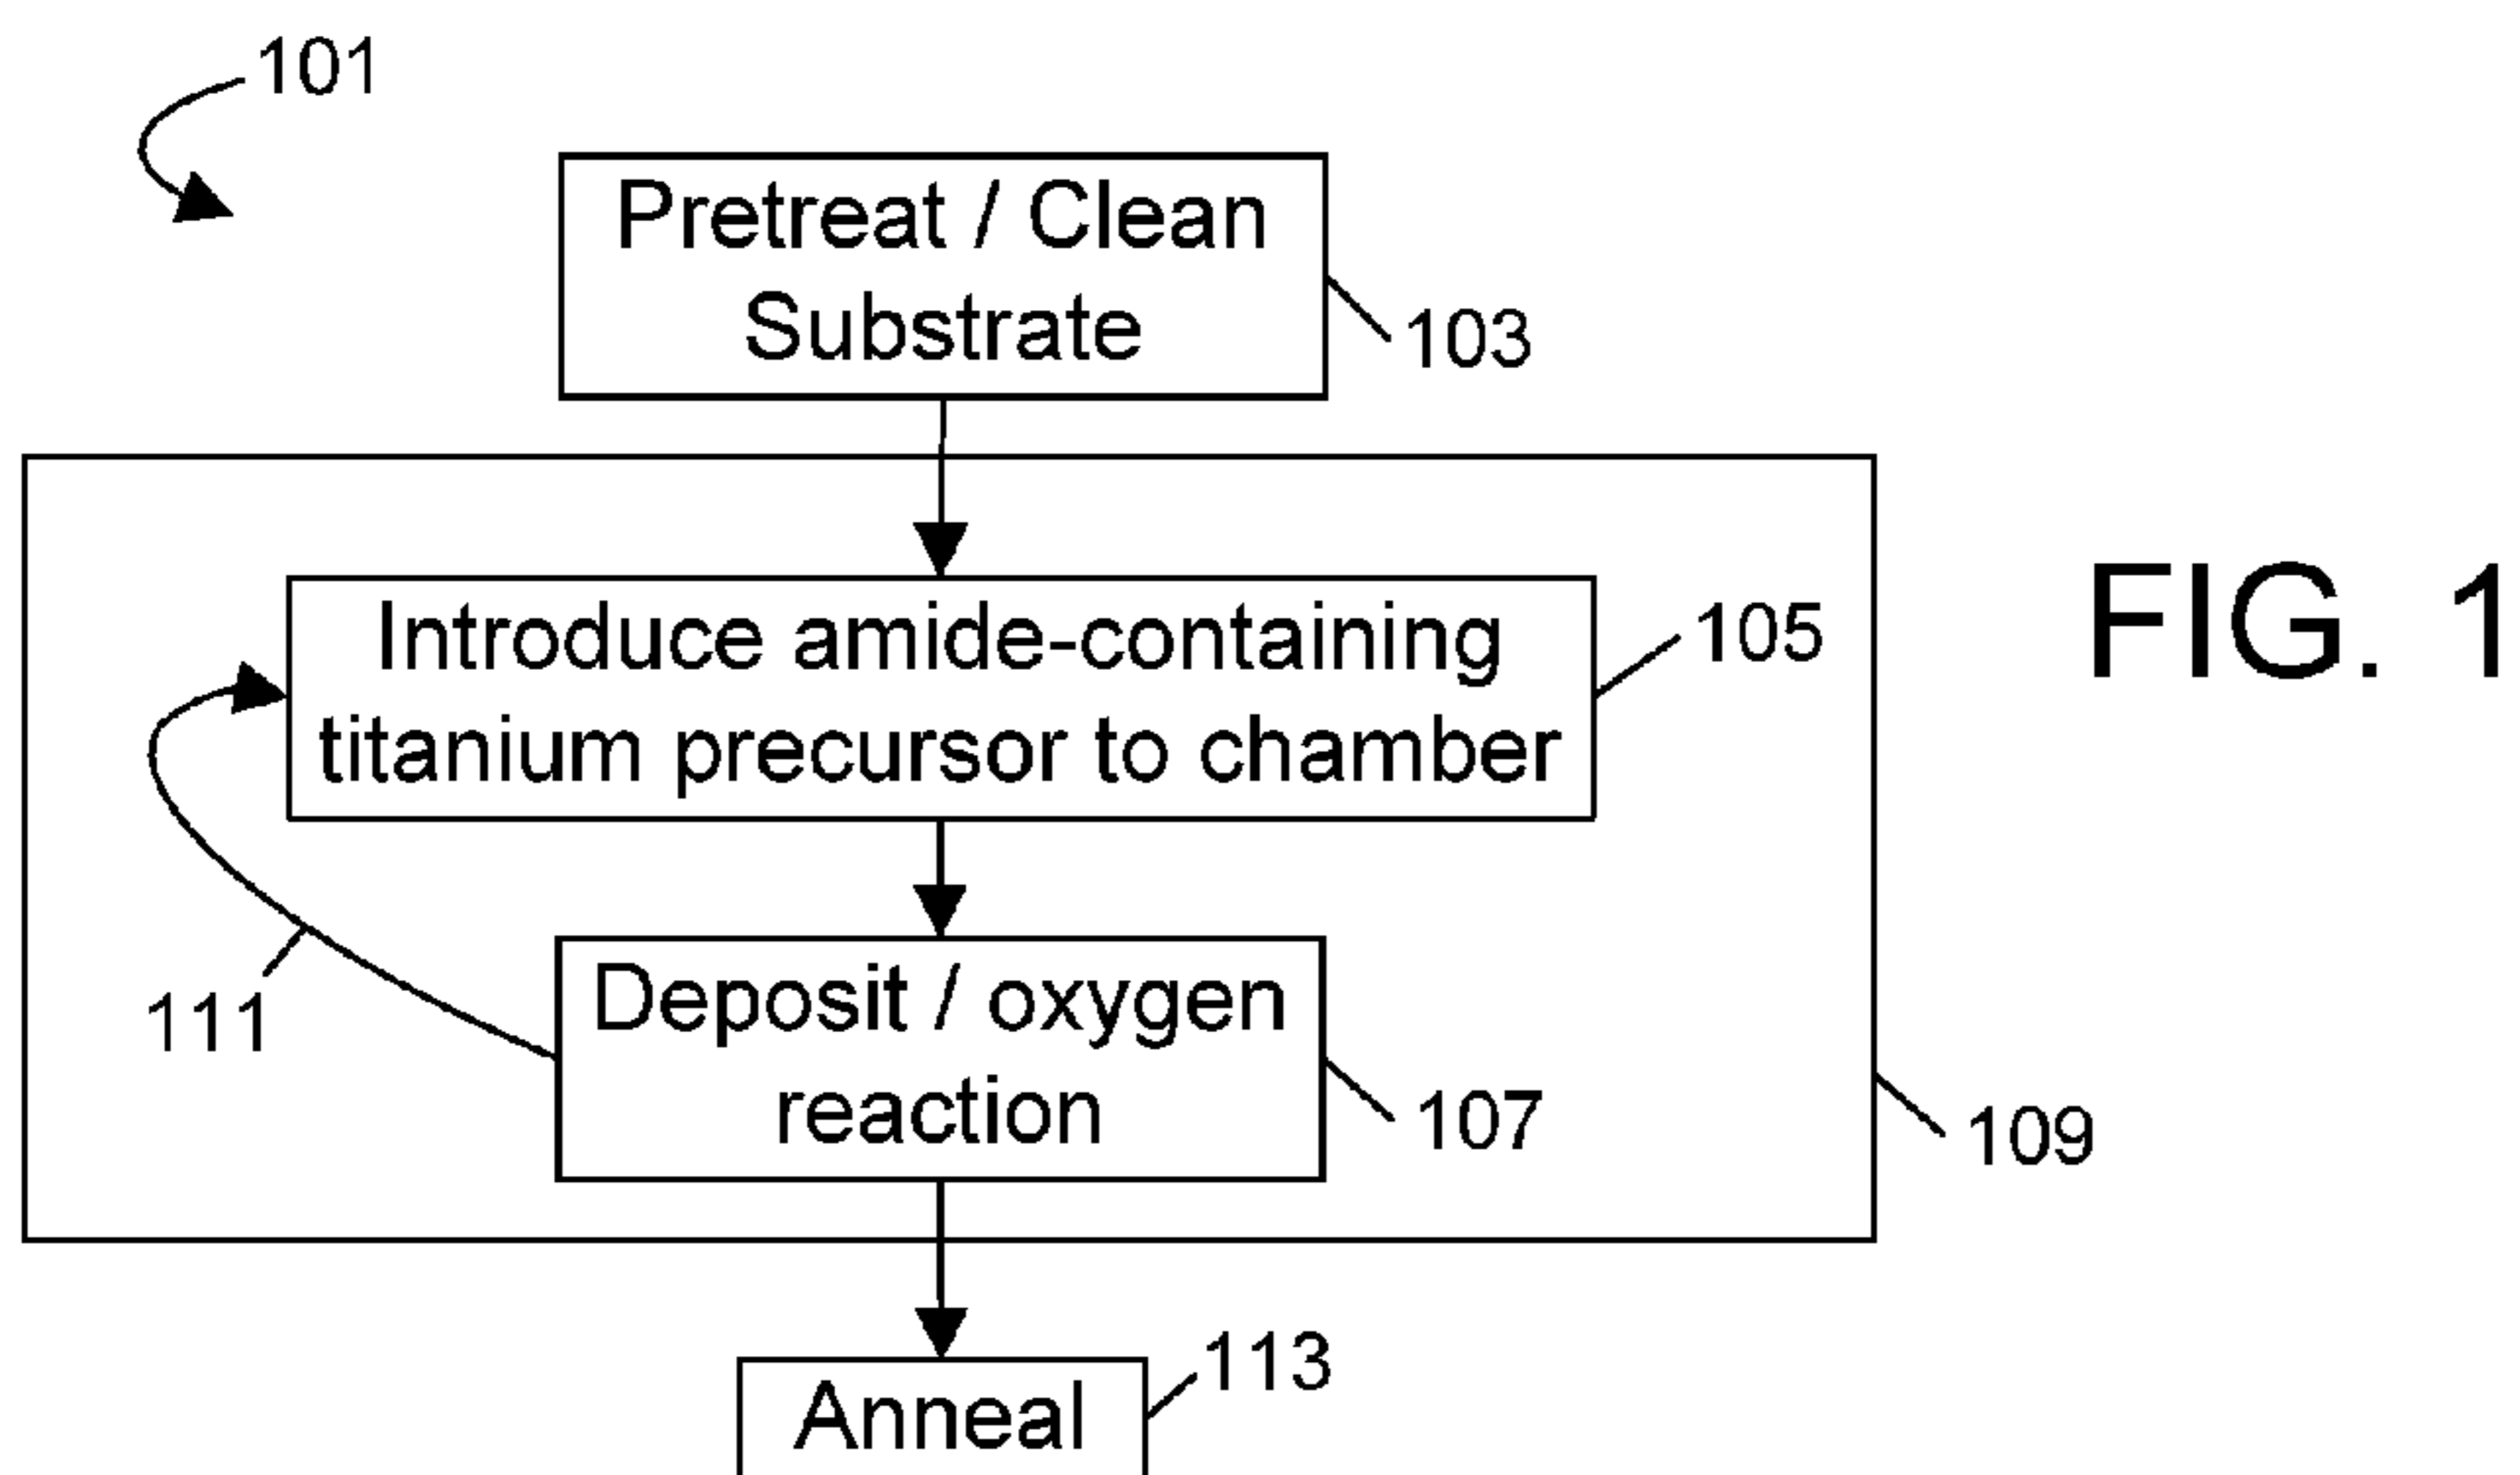 101
Pretreat / Clean
Substrate
103
Introduce amide-containing
titanium precursor to chamber
105
FIG. 1
Deposit / oxygen
reaction
111
107
109
113
Anneal